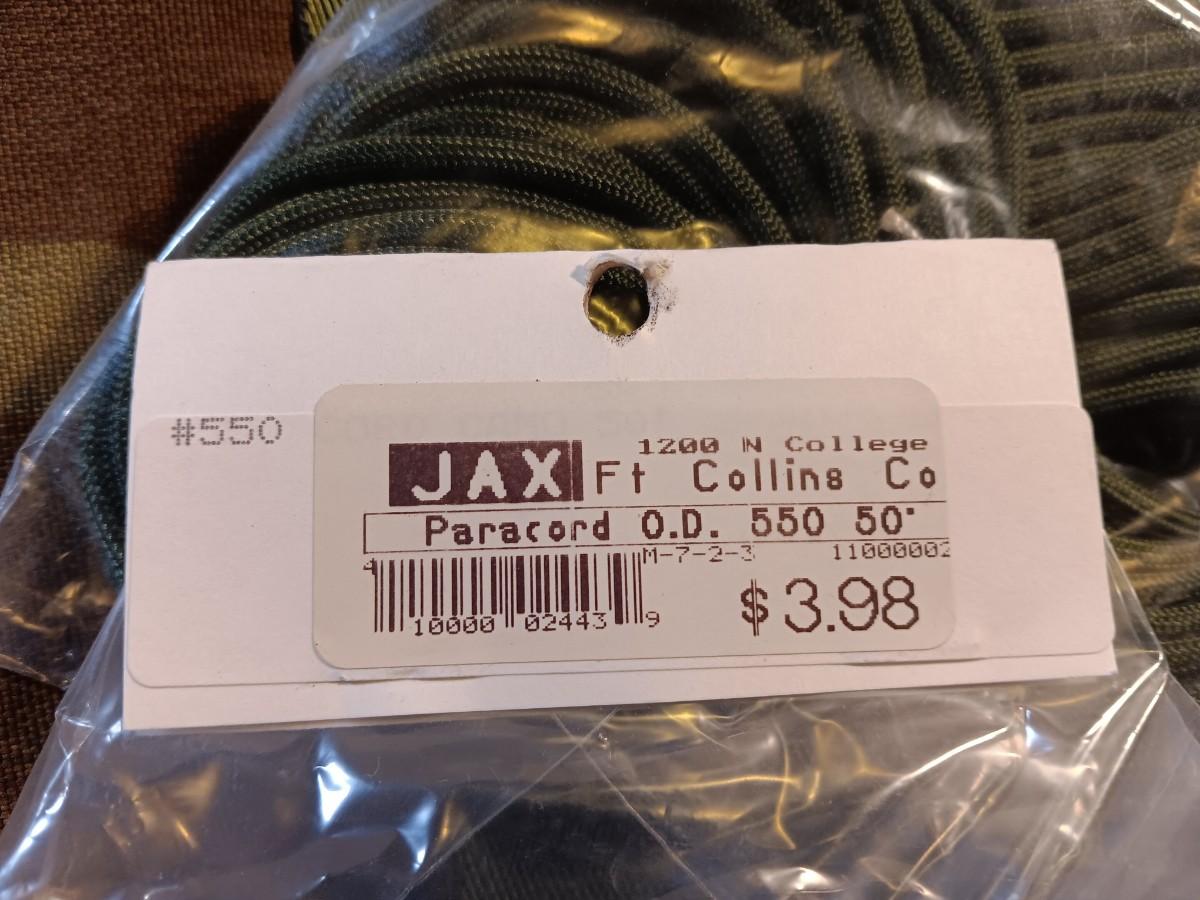 #550
1200 N College
JAX Ft Collins Co
Paracord O.D. 550 50'
M-7-2-3 11000002
$3.98
4 10000 02443 9